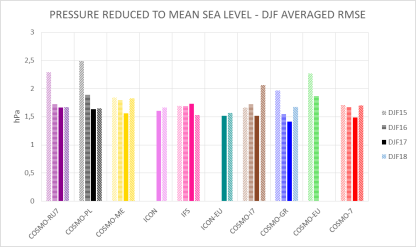 PRESSURE REDUCED TO MEAN SEA LEVEL - DJF AVERAGED RMSE
3
2,5
2
1,5
1
0,5
0
hPa
COSMO-RU7
COSMO-PL
COSMO-ME
ICON
IFS
ICON-EU
COSMO-I7
COSMO-GR
COSMO-EU
COSMO-7
DJF15
DJF16
DJF17
DJF18